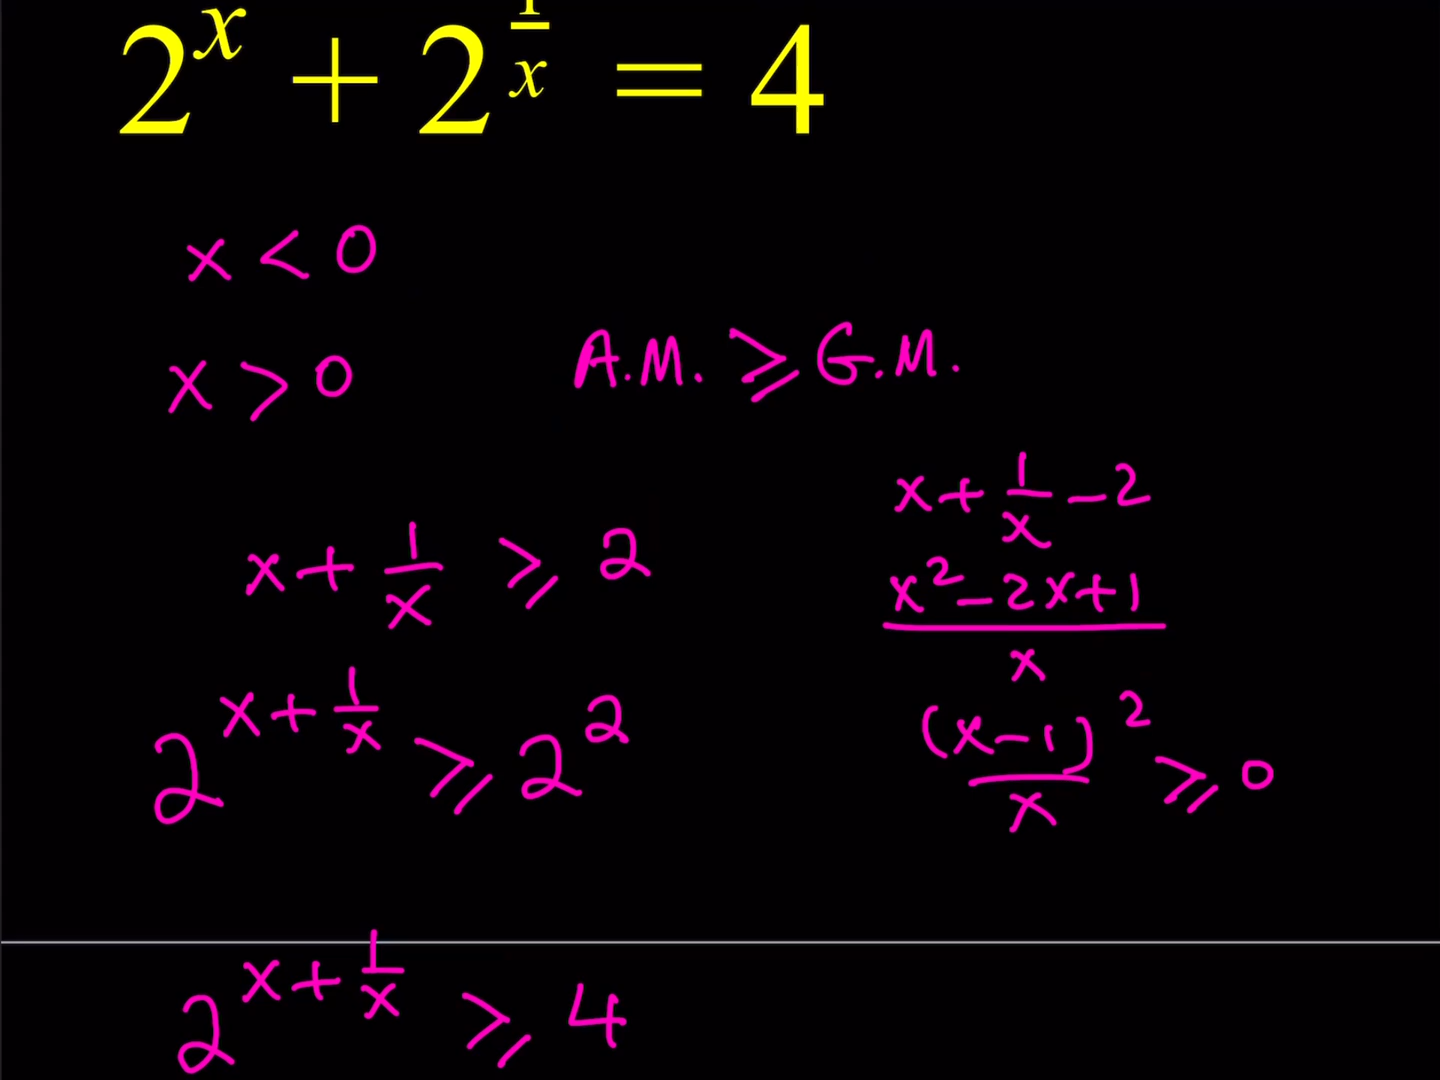 2^x + 2^(1/x) = 4
x < 0
x > 0
A.M. ≥ G.M.
x + 1/x - 2
x + 1/x ≥ 2
(x² - 2x + 1)/x
2^(x + 1/x) ≥ 2²
(x - 1)²/x ≥ 0
2^(x + 1/x) ≥ 4